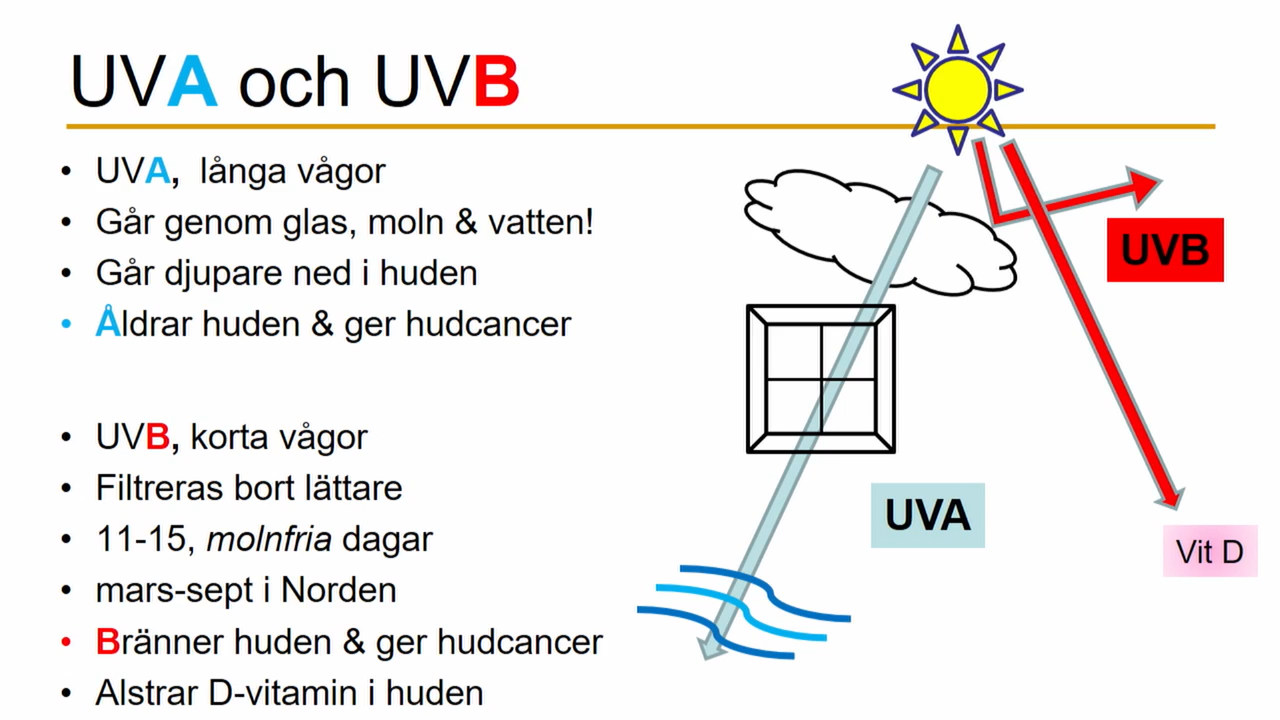 UVA och UVB
• UVA,  långa vågor
• Går genom glas, moln & vatten!
• Går djupare ned i huden
• Åldrar huden & ger hudcancer
• UVB, korta vågor
• Filtreras bort lättare
• 11-15, molnfria dagar
• mars-sept i Norden
• Bränner huden & ger hudcancer
• Alstrar D-vitamin i huden
UVB
UVA
Vit D